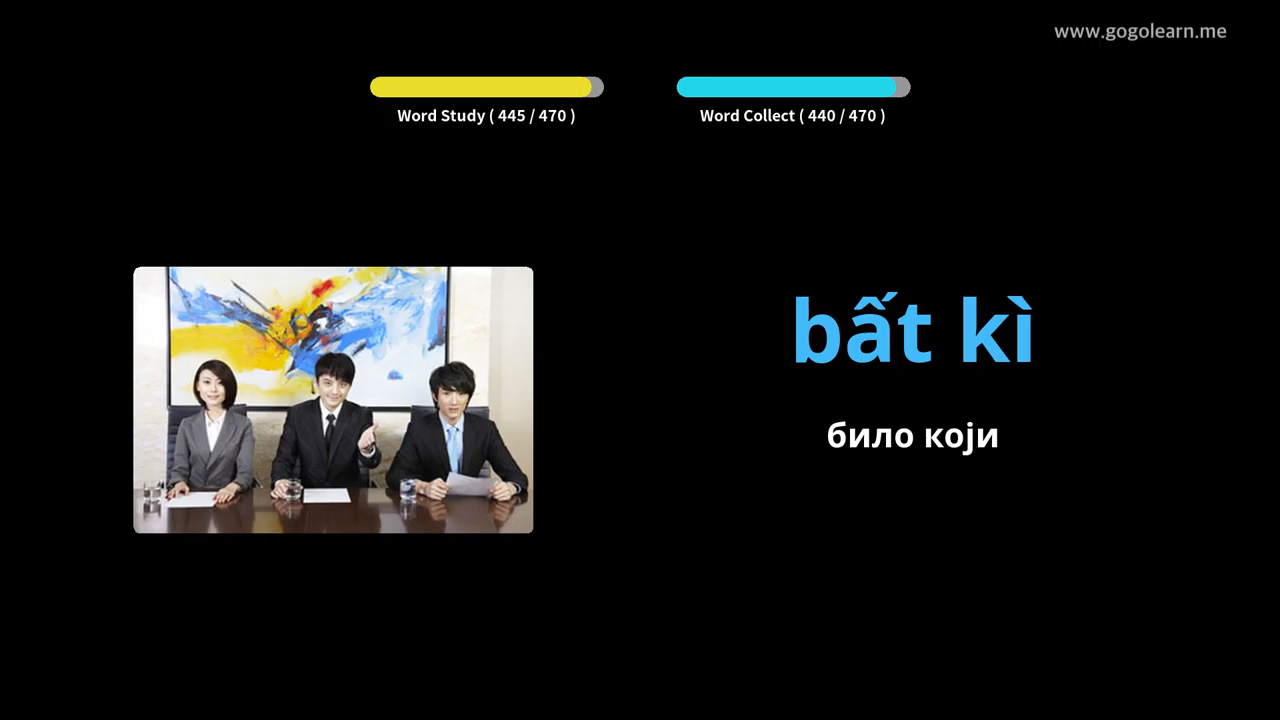 www.gogolearn.me
Word Study ( 445 / 470 )
Word Collect ( 440 / 470 )
bất kì
било који